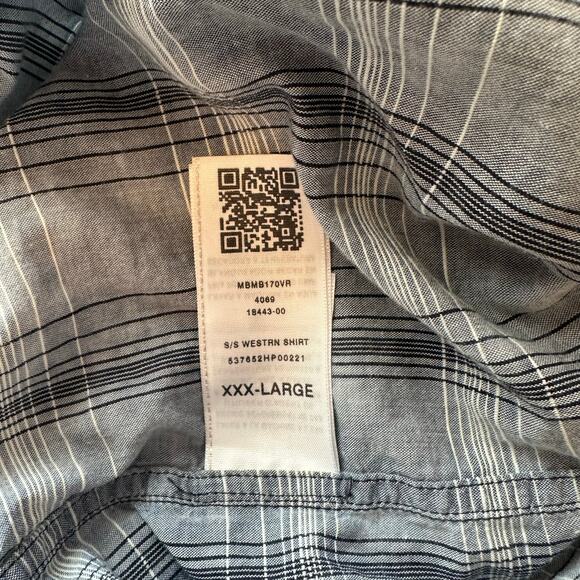 MBMB170VR
4069
18443-00
S/S WESTRN SHIRT
537652HP00221
XXX-LARGE